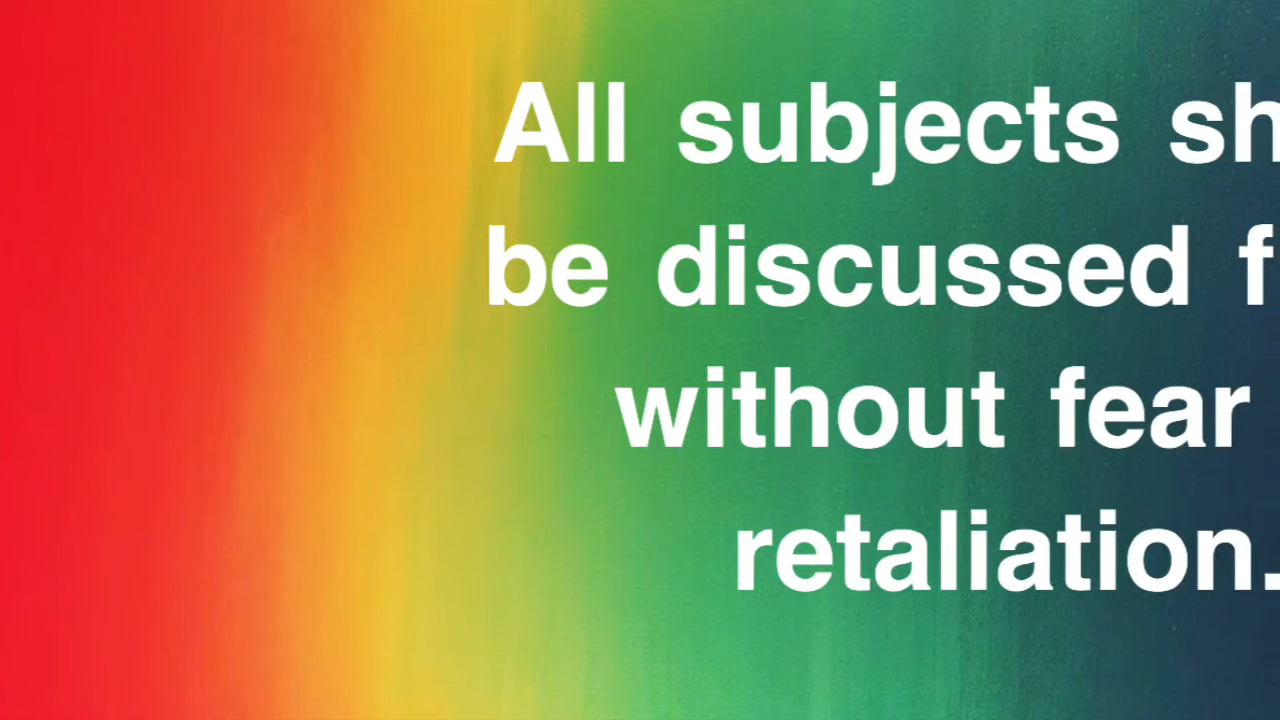 All subjects sh
be discussed f
without fear
retaliation.